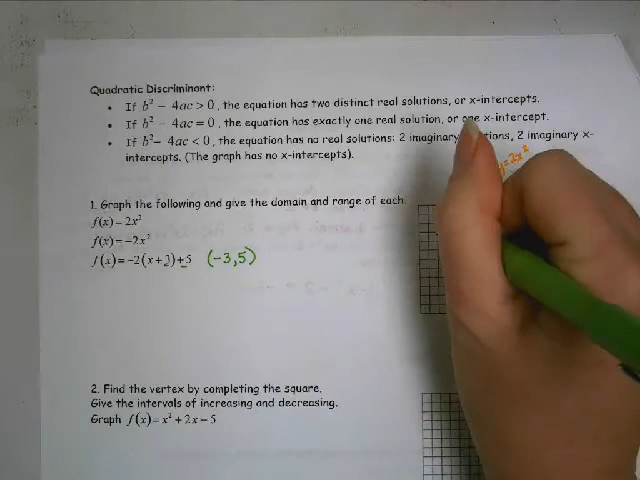 Quadratic Discriminant:
• If b² − 4ac > 0, the equation has two distinct real solutions, or x-intercepts.
• If b² − 4ac = 0, the equation has exactly one real solution, or one x-intercept.
• If b² − 4ac < 0, the equation has no real solutions: 2 imaginary 2 imaginary x-
intercepts. (The graph has no x-intercepts).
y=2x²
1. Graph the following and give the domain and range of each.
f(x) = 2x²
f(x) = −2x²
f(x) = −2(x+3)+5 (-3,5)
2. Find the vertex by completing the square.
Give the intervals of increasing and decreasing.
Graph f(x) = x² + 2x − 5